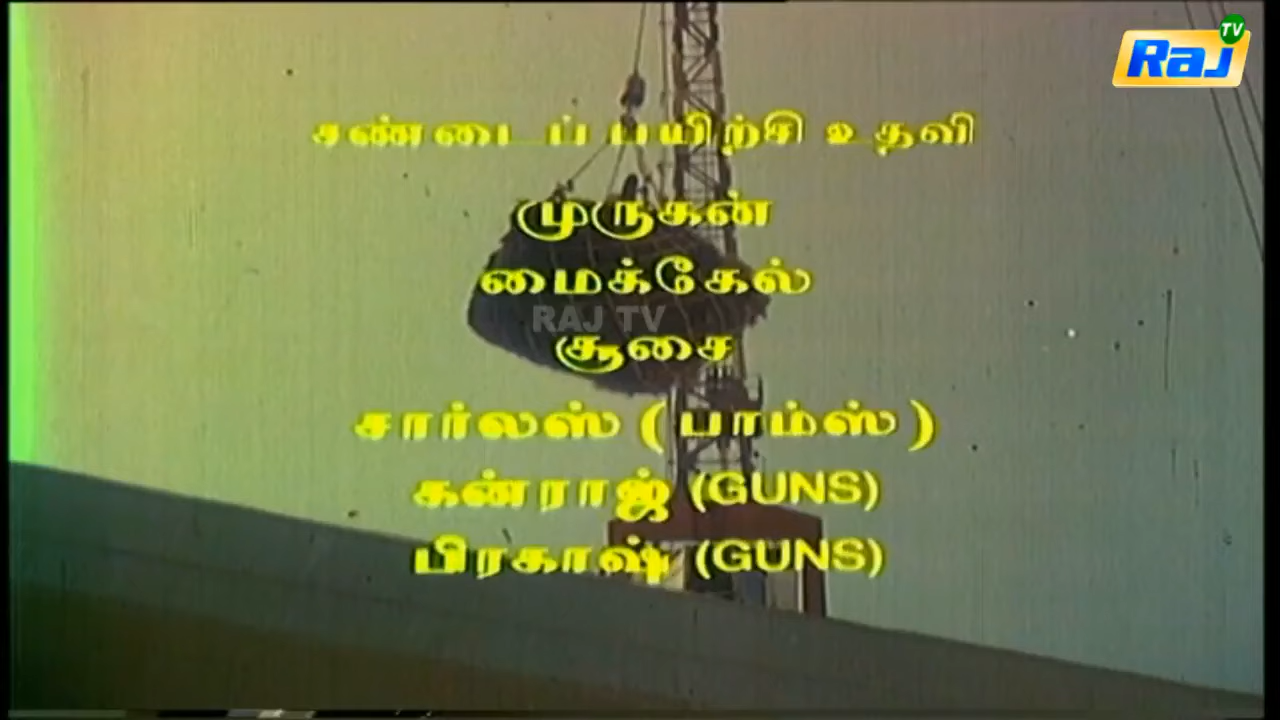 Raj TV
சண்டைப் பயிற்சி உதவி
முருகன்
மைக்கேல்
RAJ TV
சூசை
சார்லஸ் ( பாம்ஸ் )
கன்ராஜ் (GUNS)
பிரகாஷ் (GUNS)